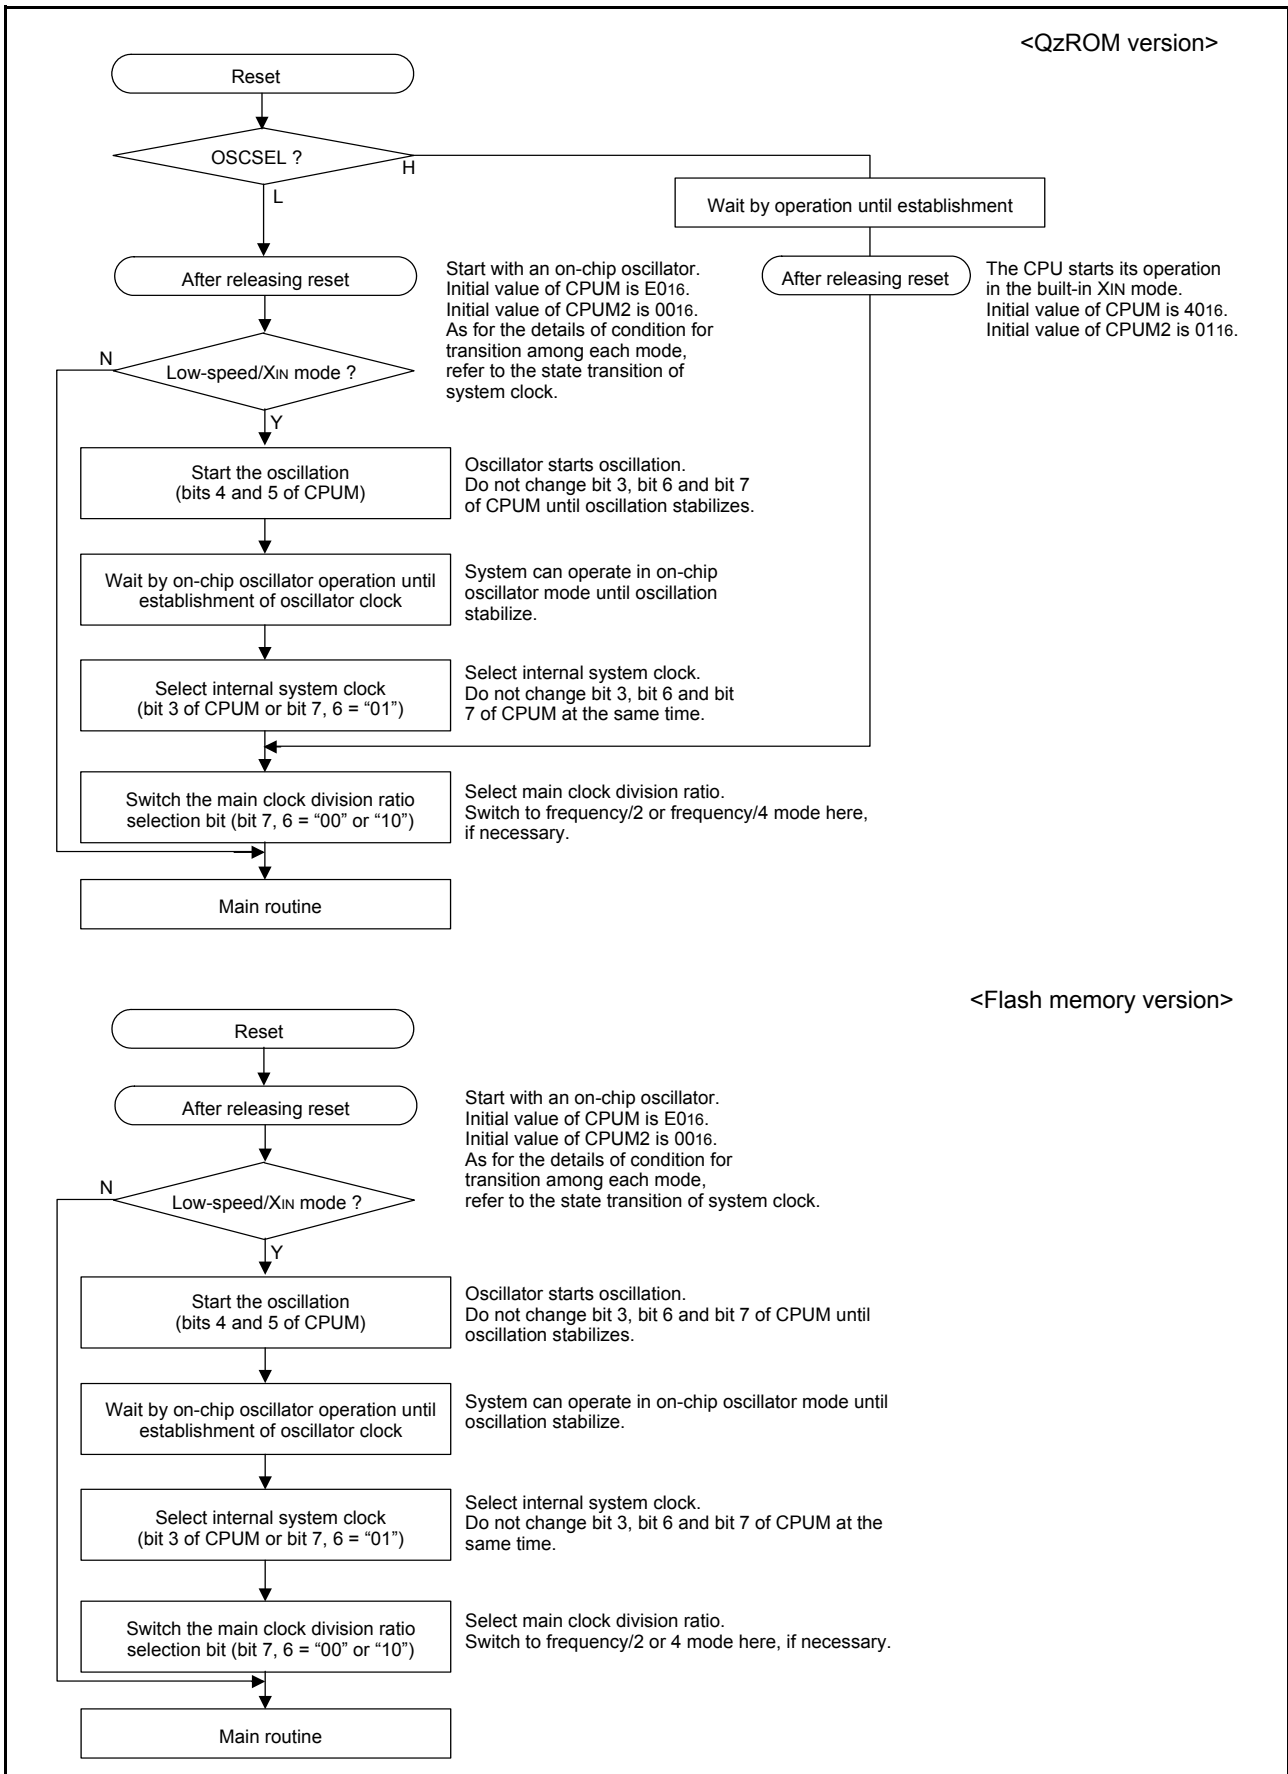 <QzROM version>
Reset
OSCSEL ?
H
L
Wait by operation until establishment
After releasing reset
Start with an on-chip oscillator.
Initial value of CPUM is E016.
Initial value of CPUM2 is 0016.
As for the details of condition for
transition among each mode,
refer to the state transition of
system clock.
After releasing reset
The CPU starts its operation
in the built-in XIN mode.
Initial value of CPUM is 4016.
Initial value of CPUM2 is 0116.
N
Low-speed/XIN mode ?
Y
Start the oscillation
(bits 4 and 5 of CPUM)
Oscillator starts oscillation.
Do not change bit 3, bit 6 and bit 7
of CPUM until oscillation stabilizes.
Wait by on-chip oscillator operation until
establishment of oscillator clock
System can operate in on-chip
oscillator mode until oscillation
stabilize.
Select internal system clock
(bit 3 of CPUM or bit 7, 6 = “01”)
Select internal system clock.
Do not change bit 3, bit 6 and bit
7 of CPUM at the same time.
Switch the main clock division ratio
selection bit (bit 7, 6 = “00” or “10”)
Select main clock division ratio.
Switch to frequency/2 or frequency/4 mode here,
if necessary.
Main routine
<Flash memory version>
Reset
After releasing reset
Start with an on-chip oscillator.
Initial value of CPUM is E016.
Initial value of CPUM2 is 0016.
As for the details of condition for
transition among each mode,
refer to the state transition of system clock.
N
Low-speed/XIN mode ?
Y
Start the oscillation
(bits 4 and 5 of CPUM)
Oscillator starts oscillation.
Do not change bit 3, bit 6 and bit 7 of CPUM until
oscillation stabilizes.
Wait by on-chip oscillator operation until
establishment of oscillator clock
System can operate in on-chip oscillator mode until
oscillation stabilize.
Select internal system clock
(bit 3 of CPUM or bit 7, 6 = “01”)
Select internal system clock.
Do not change bit 3, bit 6 and bit 7 of CPUM at the
same time.
Switch the main clock division ratio
selection bit (bit 7, 6 = “00” or “10”)
Select main clock division ratio.
Switch to frequency/2 or 4 mode here, if necessary.
Main routine